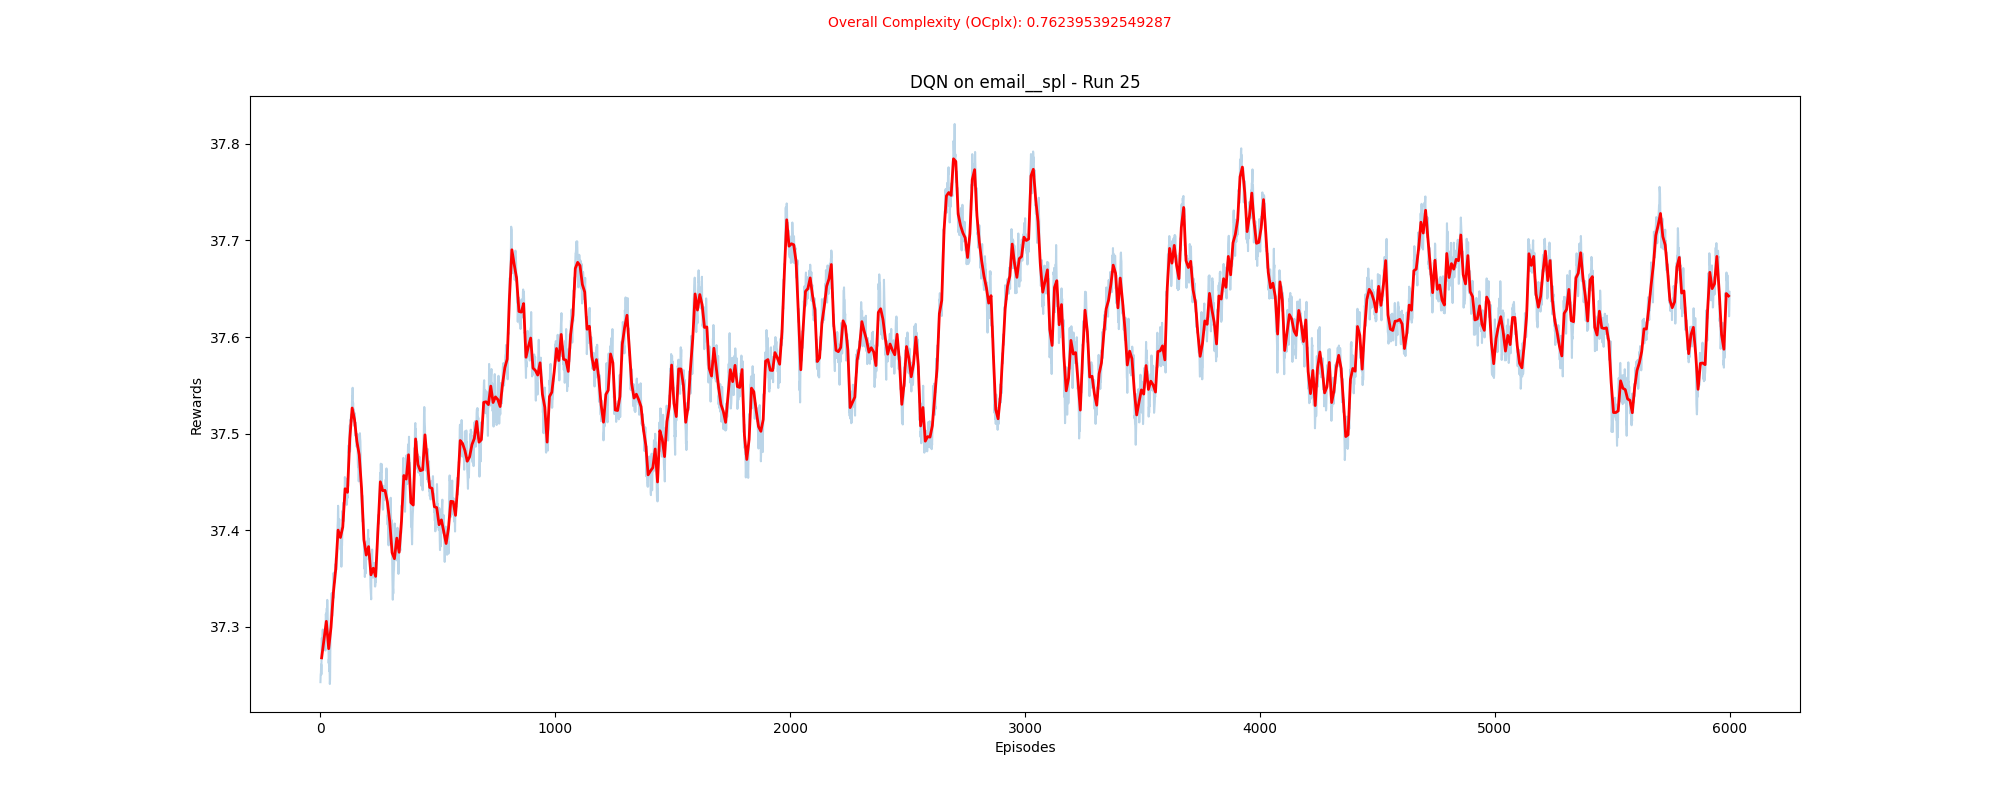 Overall Complexity (OCplx): 0.762395392549287
DQN on email__spl - Run 25
37.8
37.7
37.6
37.5
37.4
37.3
Rewards
0 1000 2000 3000 4000 5000 6000
Episodes